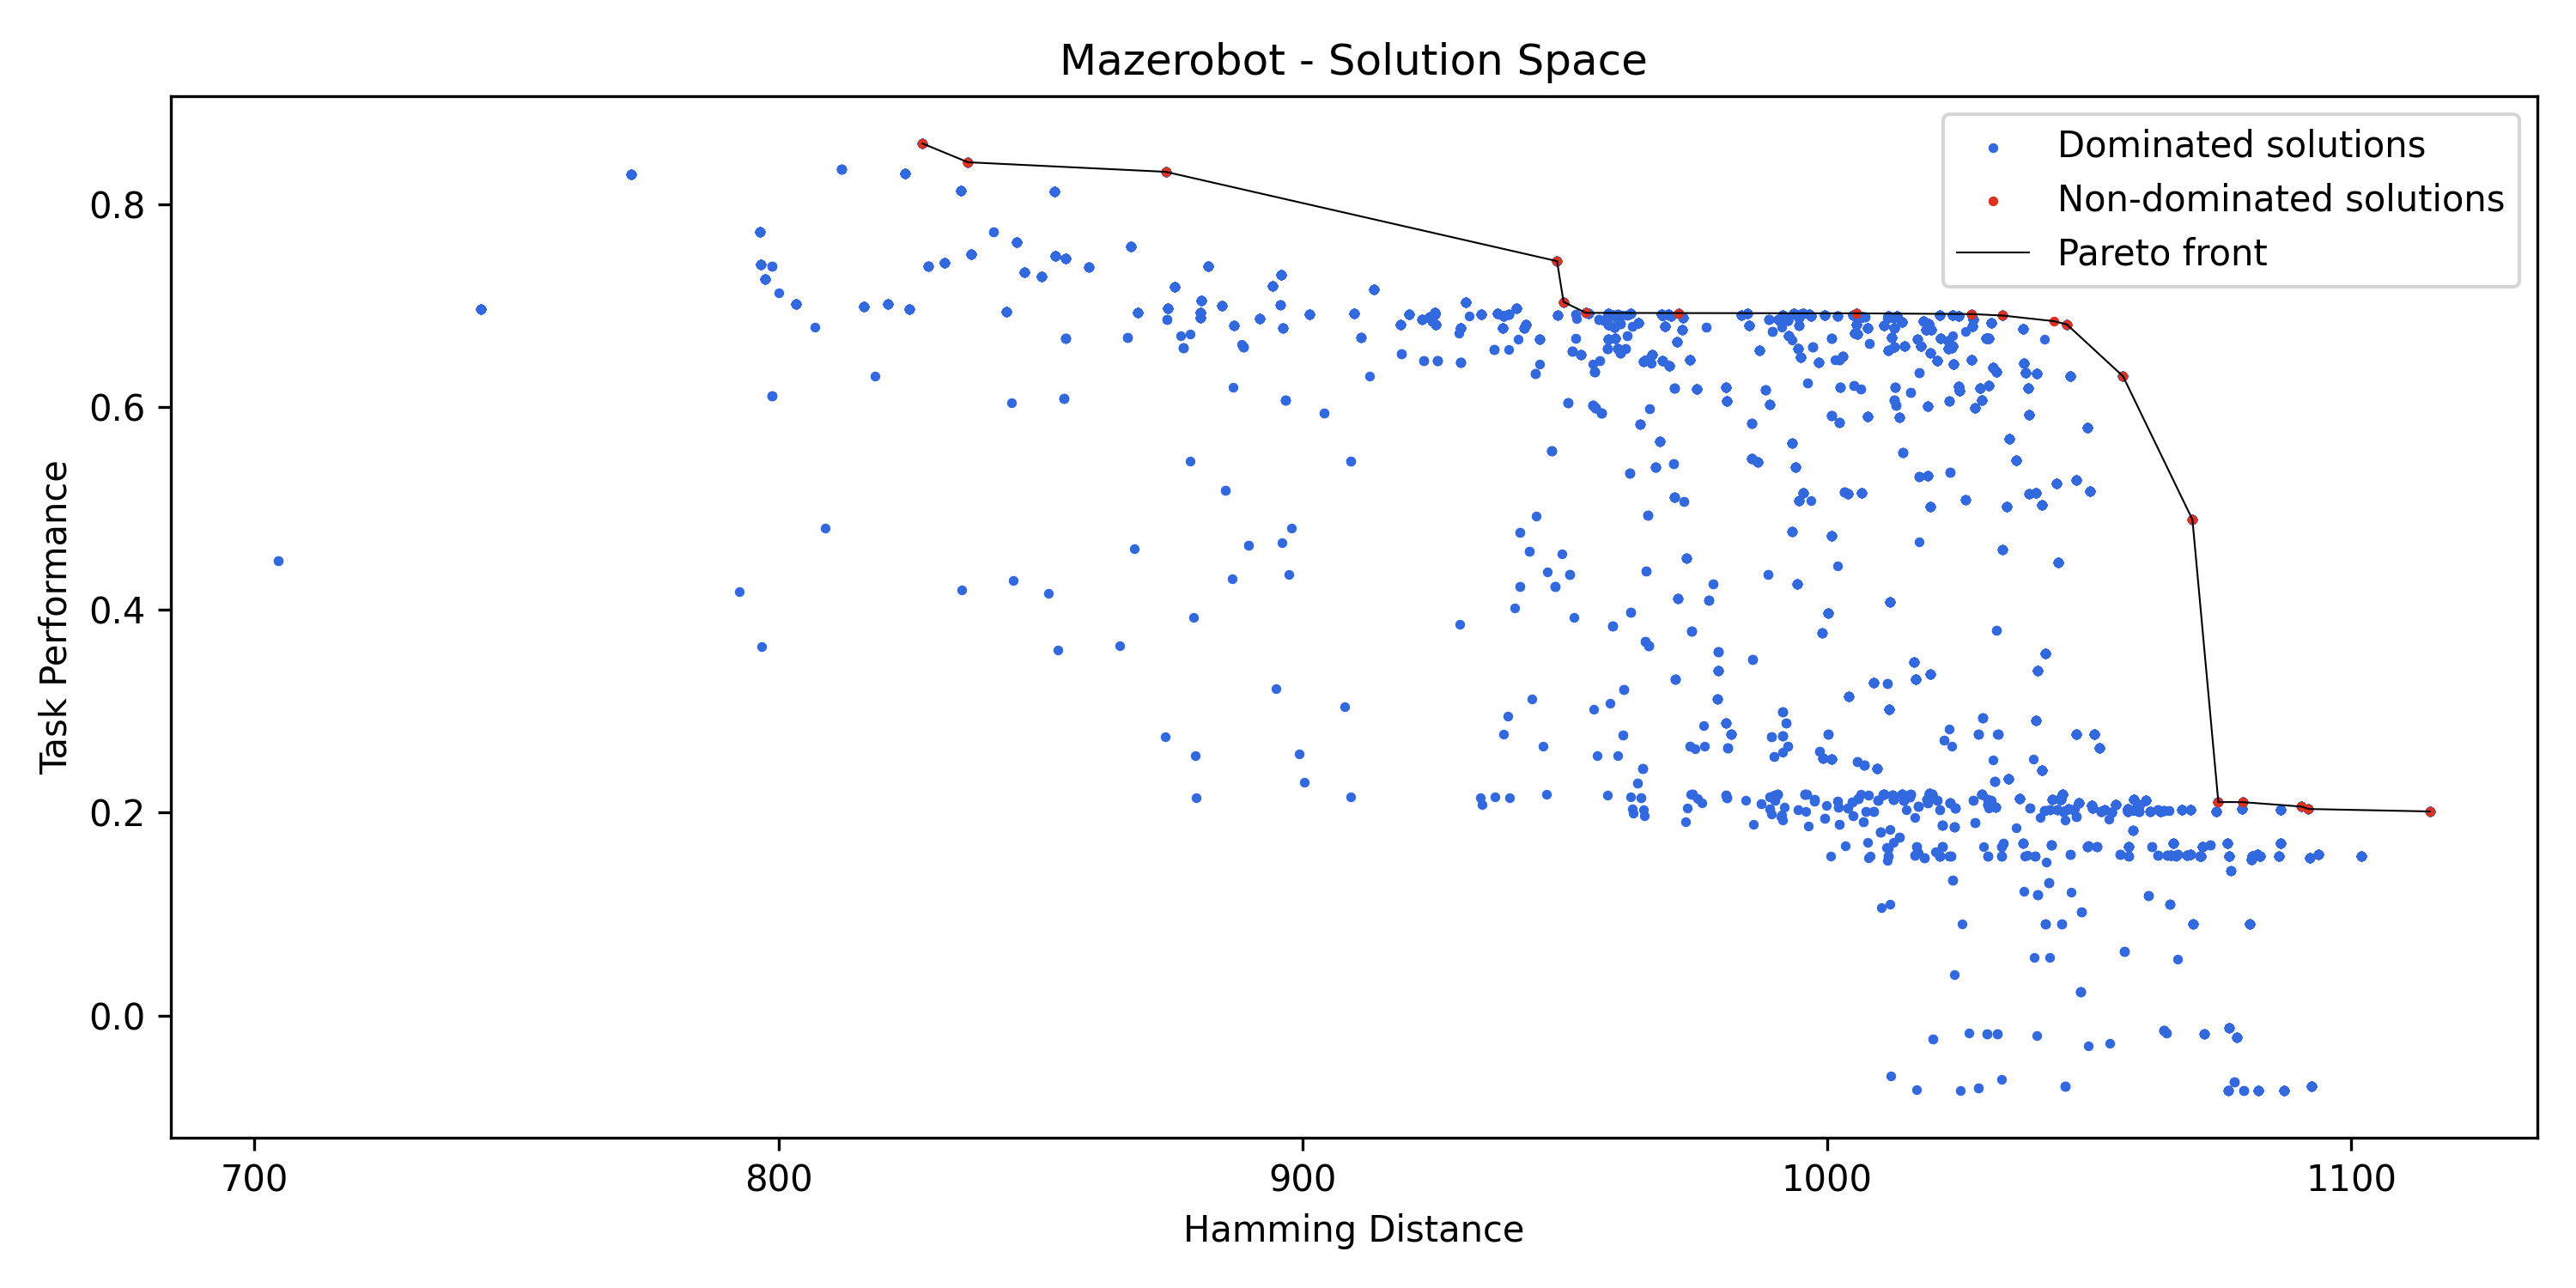 Mazerobot - Solution Space
Dominated solutions
Non-dominated solutions
Pareto front
Task Performance
0.8
0.6
0.4
0.2
0.0
700 800 900 1000 1100
Hamming Distance